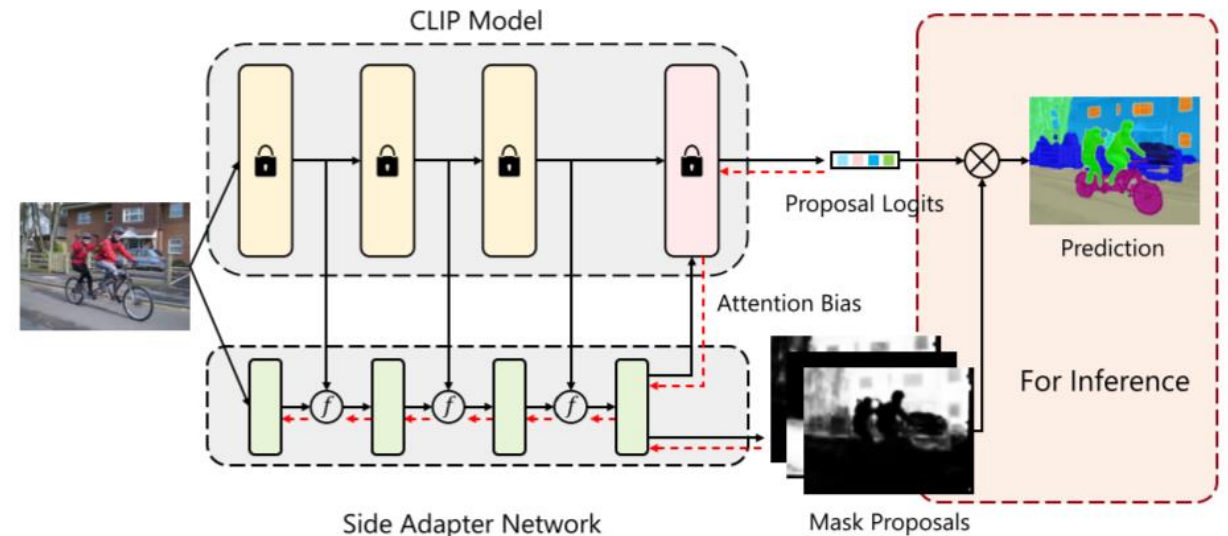 CLIP Model
Proposal Logits
Prediction
Attention Bias
f
f
f
For Inference
Side Adapter Network
Mask Proposals